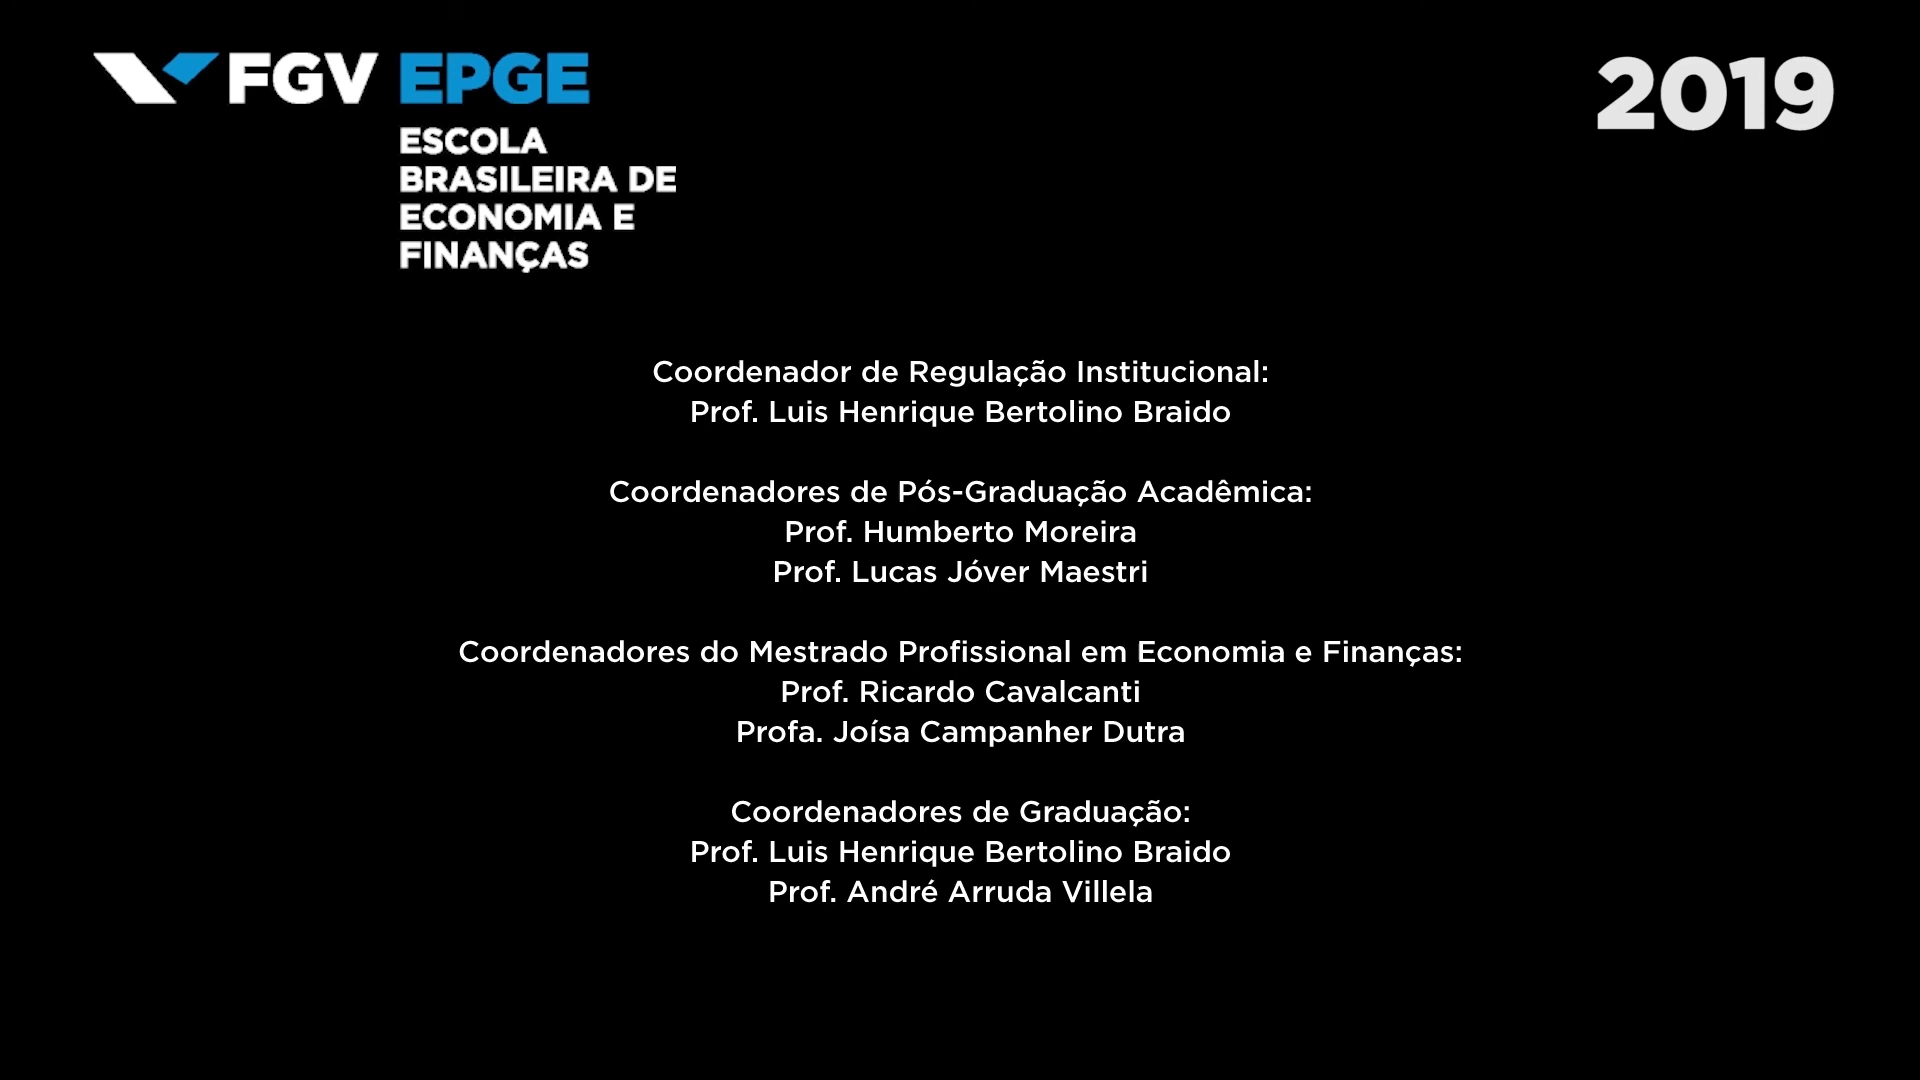 FGV EPGE
ESCOLA
BRASILEIRA DE
ECONOMIA E
FINANÇAS
2019
Coordenador de Regulação Institucional:
Prof. Luis Henrique Bertolino Braido
Coordenadores de Pós-Graduação Acadêmica:
Prof. Humberto Moreira
Prof. Lucas Jóver Maestri
Coordenadores do Mestrado Profissional em Economia e Finanças:
Prof. Ricardo Cavalcanti
Profa. Joísa Campanher Dutra
Coordenadores de Graduação:
Prof. Luis Henrique Bertolino Braido
Prof. André Arruda Villela